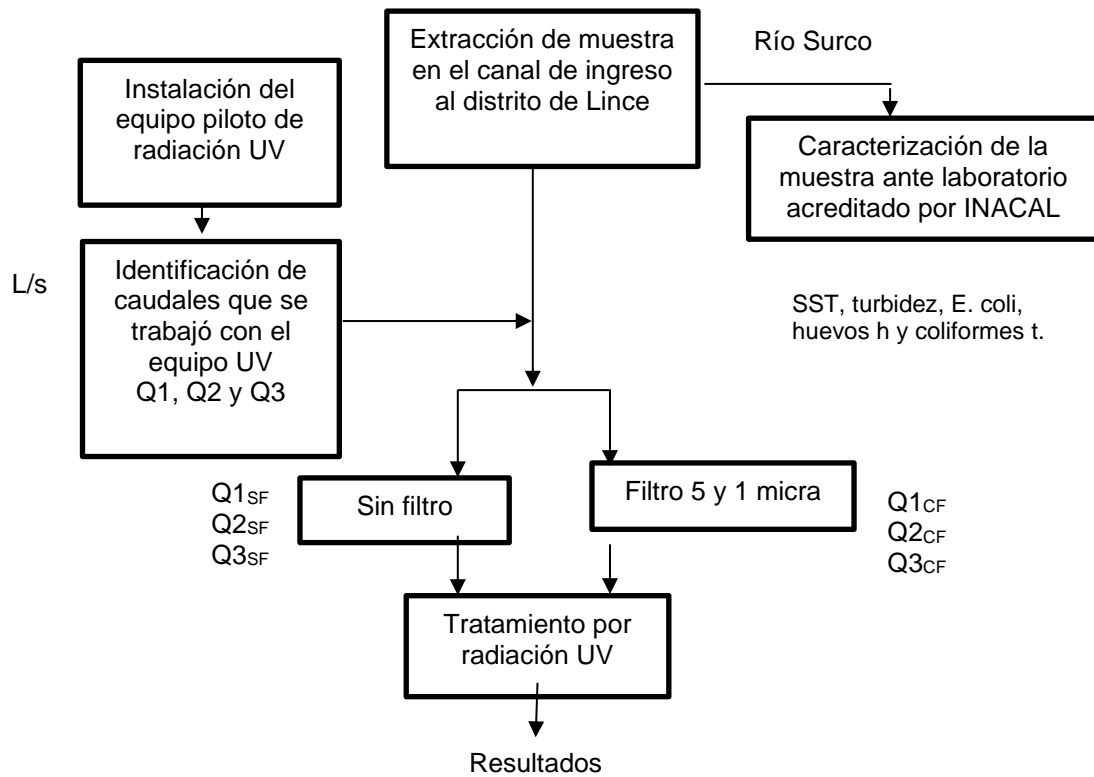 Extracción de muestra
en el canal de ingreso
al distrito de Lince
Río Surco
Instalación del
equipo piloto de
radiación UV
Caracterización de la
muestra ante laboratorio
acreditado por INACAL
L/s
Identificación de
caudales que se
trabajó con el
equipo UV
Q1, Q2 y Q3
SST, turbidez, E. coli,
huevos h y coliformes t.
Q1SF
Q2SF
Q3SF
Sin filtro
Filtro 5 y 1 micra
Q1CF
Q2CF
Q3CF
Tratamiento por
radiación UV
Resultados